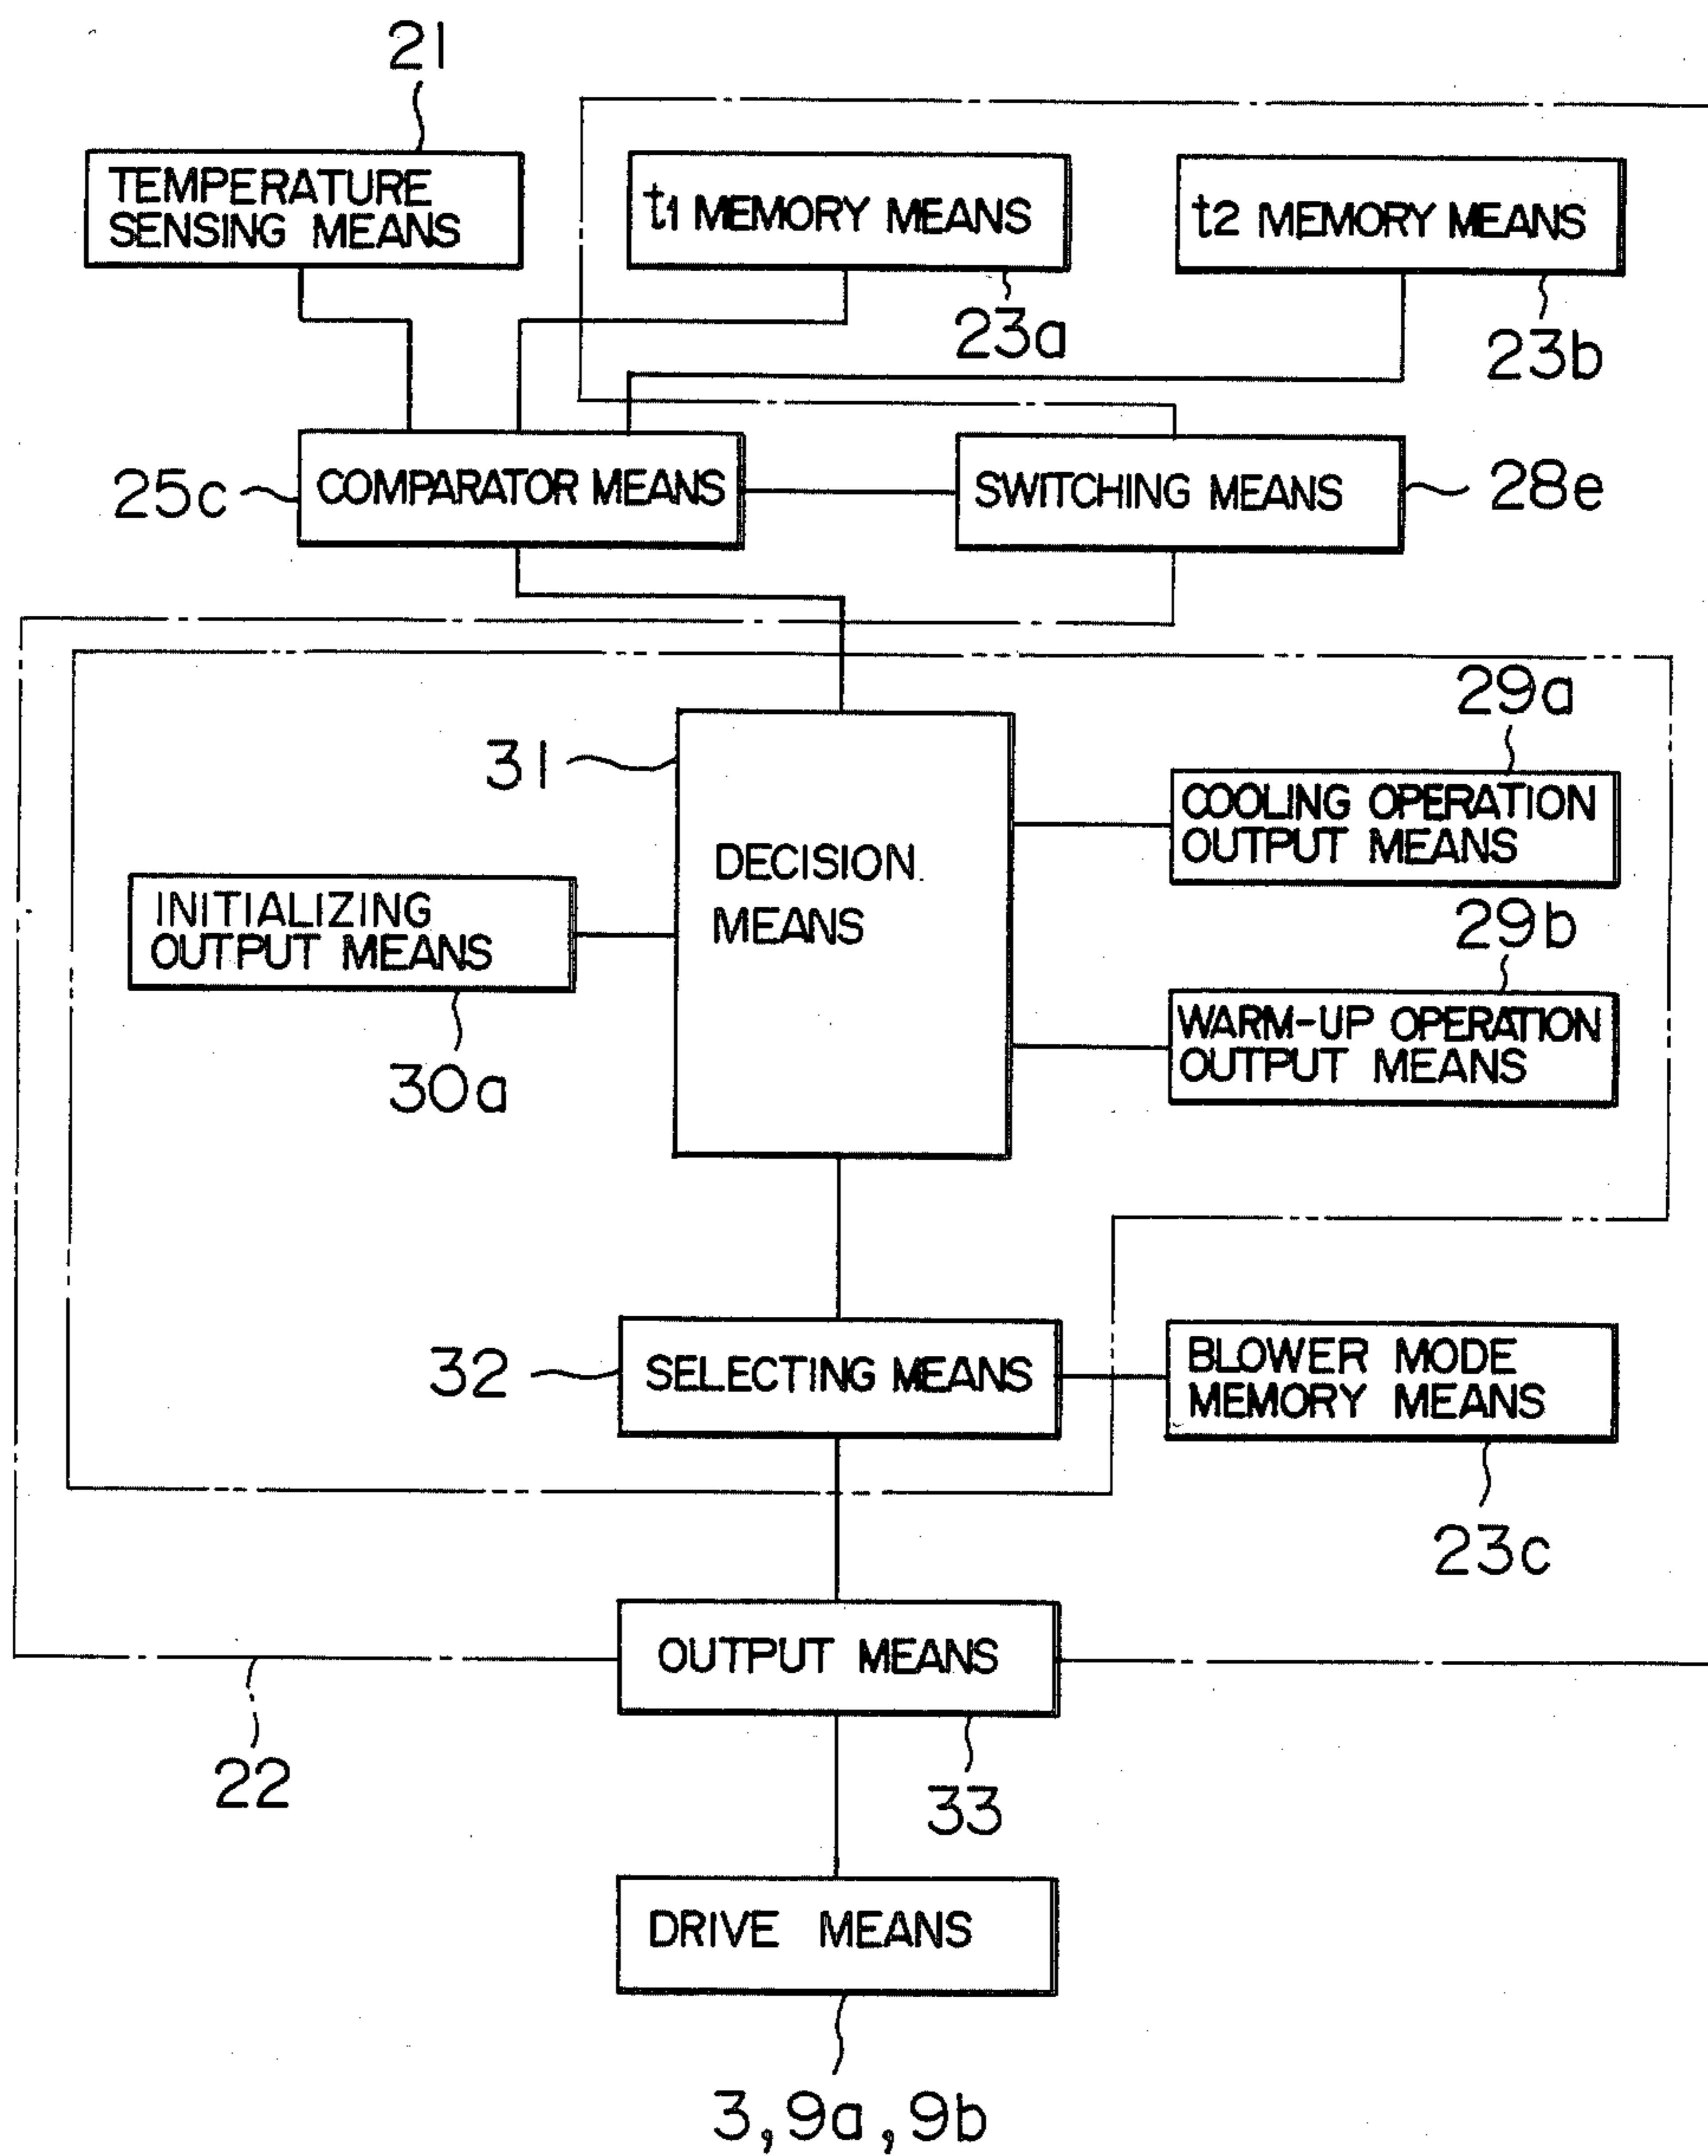 21
TEMPERATURE
SENSING MEANS
t1 MEMORY MEANS
t2 MEMORY MEANS
23a
23b
25c
COMPARATOR MEANS
SWITCHING MEANS
28e
29a
31
COOLING OPERATION
OUTPUT MEANS
DECISION
MEANS
INITIALIZING
OUTPUT MEANS
29b
WARM-UP OPERATION
OUTPUT MEANS
30a
32
SELECTING MEANS
BLOWER MODE
MEMORY MEANS
23c
OUTPUT MEANS
22
33
DRIVE MEANS
3, 9a, 9b